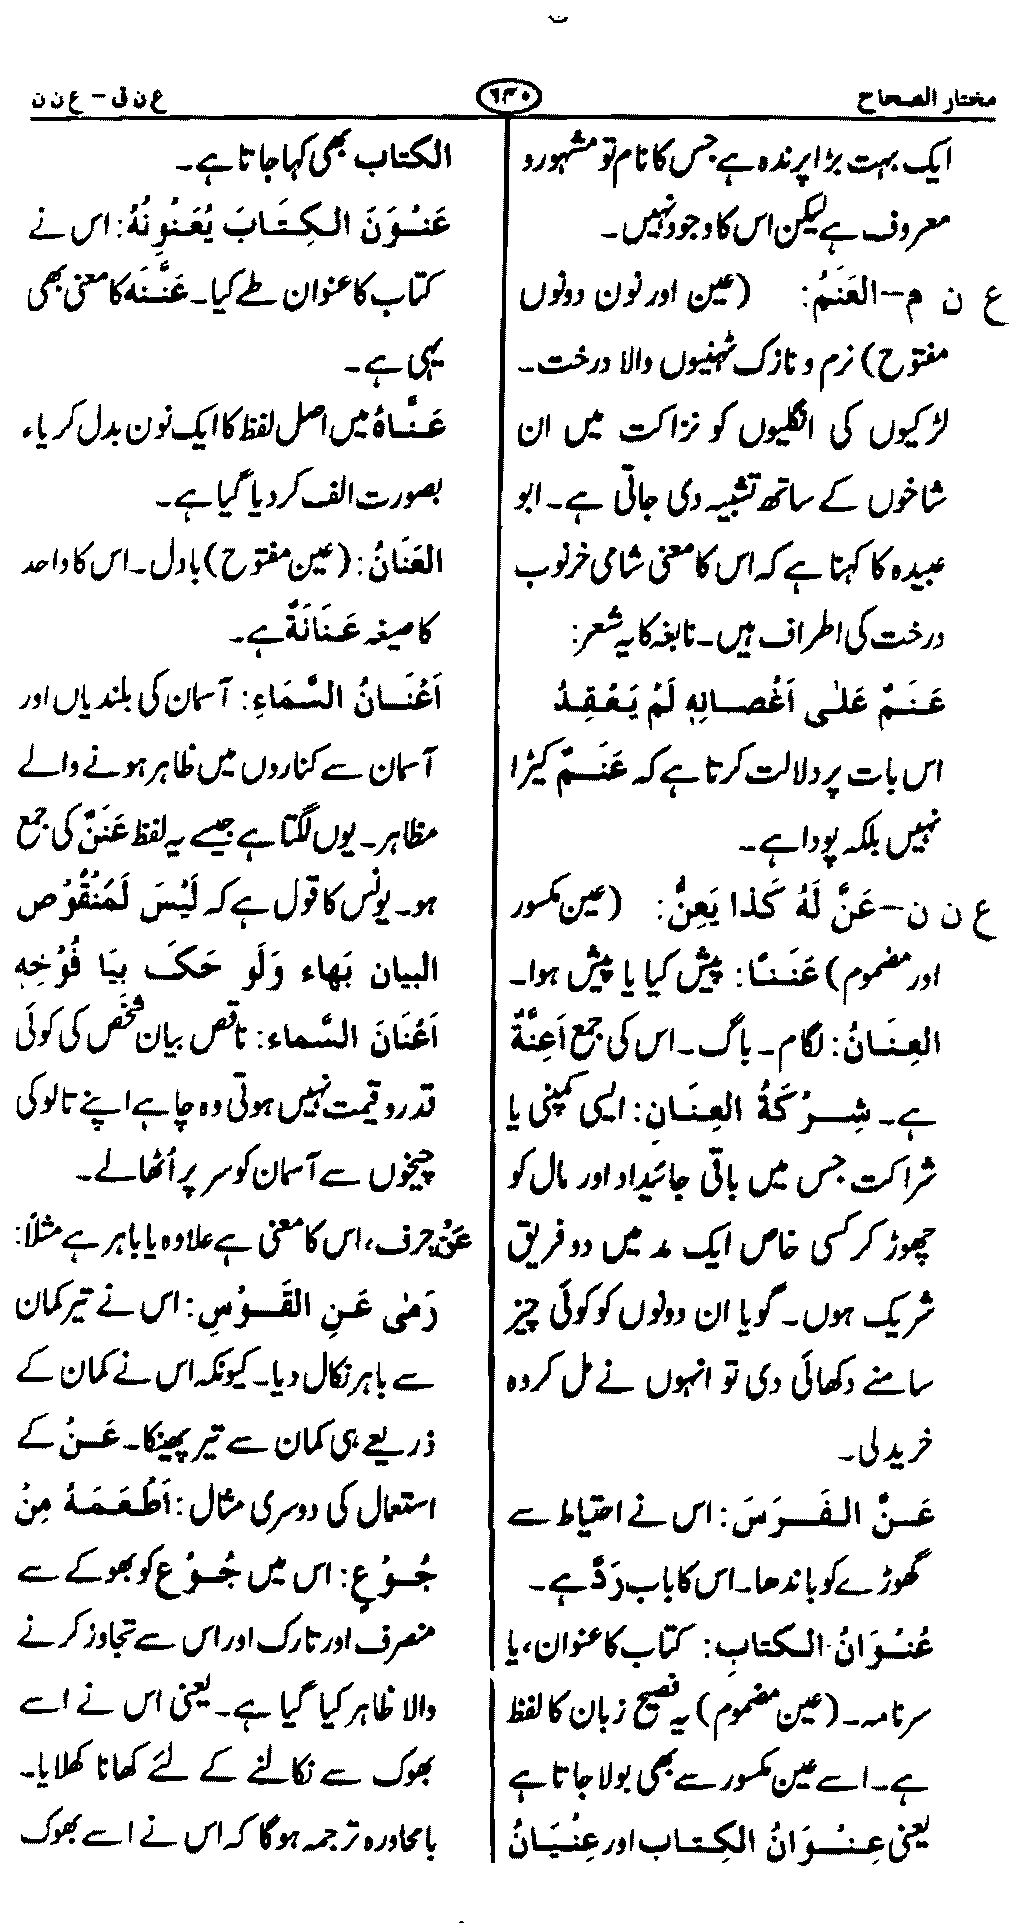 مختار الصحاح ۶۴۰ ع ن ق – ع ن ن
ایک بہت بڑا پرندہ ہے جس کا نام تو مشہور و
معروف ہے لیکن اس کا وجود نہیں۔
ع ن م – العَنَمُ: (عین اور نون دونوں
مفتوح) نرم و نازک ٹہنیوں والا درخت۔
لڑکیوں کی انگلیوں کو نزاکت میں ان
شاخوں کے ساتھ تشبیہ دی جاتی ہے۔ ابو
عبیدہ کا کہنا ہے کہ اس کا معنی شامی خرنوب
درخت کی اطراف ہیں۔ نابغہ کا یہ شعر:
عَنَمٌ عَلٰی اَغْصَانِهٖ لَمْ يَعْقِدُ
اس بات پر دلالت کرتا ہے کہ عَنَمٌ کیڑا
نہیں بلکہ پودا ہے۔
ع ن ن – عَنَّ لَهُ كَذا يَعِنُّ: (عین مکسور
اور مضموم) عَنَنًا: پیش کیا یا پیش ہوا۔
العِنَانُ: لگام۔ باگ۔ اس کی جمع اَعِنَّةٌ
ہے۔ شِرْكَةُ العِنَانِ: ایسی کمپنی یا
شراکت جس میں باقی جائیداد اور مال کو
چھوڑ کر کسی خاص ایک مد میں دو فریق
شریک ہوں۔ گویا ان دونوں کو کوئی چیز
سامنے دکھائی دی تو انہوں نے مل کر وہ
خرید لی۔
عَنَّ الفَرَسَ: اس نے احتیاط سے
گھوڑے کو باندھا۔ اس کا باب رَدَّ ہے۔
عُنْوَانُ الكتابِ: کتاب کا عنوان، یا
سرنامہ۔ (عین مضموم) یہ فصیح زبان کا لفظ
ہے۔ اسے عین مکسور سے بھی بولا جاتا ہے
یعنی عِنْوَانُ الكِتاب اور عِنْيَانُ
الکتاب بھی کہا جاتا ہے۔
عَنْوَنَ الكِتَابَ يُعَنْوِنُهُ: اس نے
کتاب کا عنوان طے کیا۔ عَنَّنَه کا معنی بھی
یہی ہے۔
عَنَّاهُ میں اصل لفظ کا ایک نون بدل کر یاء
بصورت الف کر دیا گیا ہے۔
العَنَانُ: (عین مفتوح) بادل۔ اس کا واحد
کا صیغہ عَنَانَةٌ ہے۔
اَعْنَانُ السَّمَاءِ: آسمان کی بلندیاں اور
آسمان سے کناروں میں ظاہر ہونے والے
مظاہر۔ یوں لگتا ہے جیسے یہ لفظ عَنَنٌ کی جمع
ہو۔ یونس کا قول ہے کہ لَيْسَ لَمَنْقُوْصِ
البيان بَهاء وَلَو حَكَ بِيَا فُوْخِهٖ
اَعْنَانَ السَّماء: ناقص بیان شخص کی کوئی
قدر و قیمت نہیں ہوتی وہ چاہے اپنے تالو کی
چیخوں سے آسمان کو سر پر اُٹھا لے۔
عَنْ: حرف، اس کا معنی ہے علاوہ یا باہر ہے مثلاً:
رَمٰی عَنِ القَوْسِ: اس نے تیر کمان
سے باہر نکال دیا۔ کیونکہ اس نے کمان کے
ذریعے ہی کمان سے تیر پھینکا۔ عَنْ کے
استعمال کی دوسری مثال: اَطْعَمَهُ مِنْ
جُوْعٍ: اس میں جُوْع کو بھوکے سے
منصرف اور تارک اور اس سے تجاوز کرنے
والا ظاہر کیا گیا ہے۔ یعنی اس نے اسے
بھوک سے نکالنے کے لئے کھانا کھلایا۔
بامحاورہ ترجمہ ہوگا کہ اس نے اسے بھوک